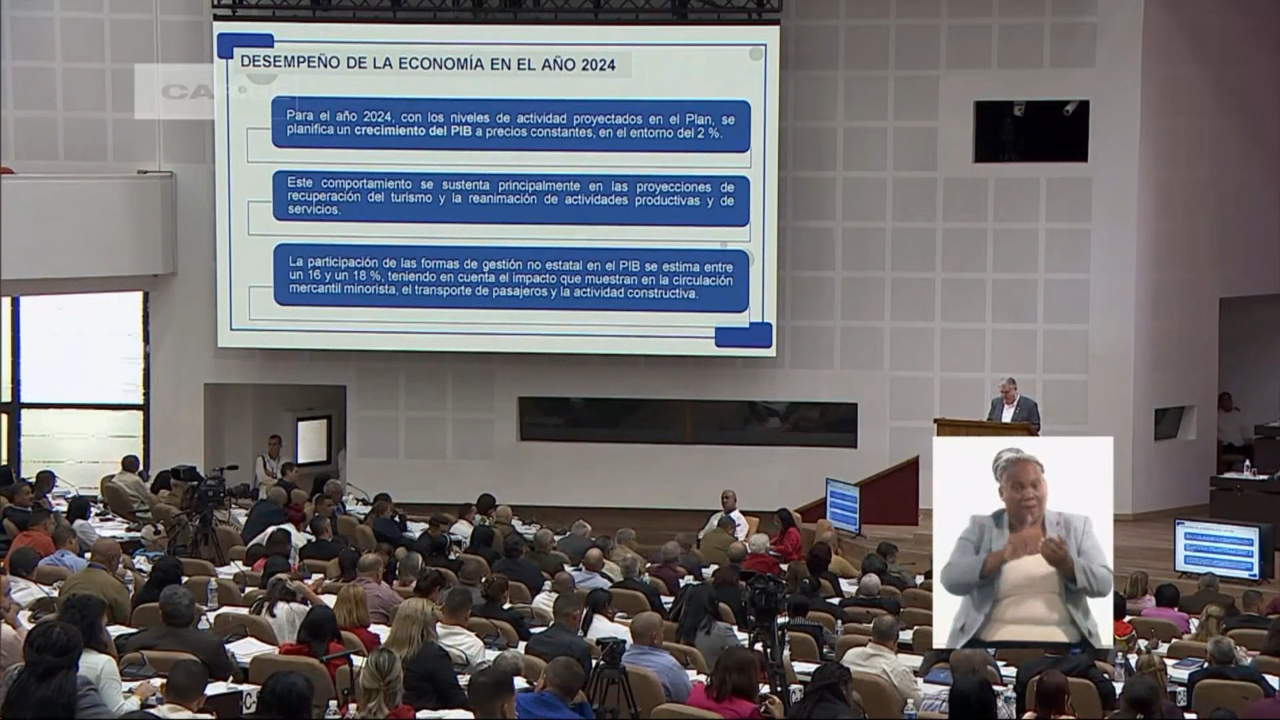 DESEMPEÑO DE LA ECONOMÍA EN EL AÑO 2024
Para el año 2024, con los niveles de actividad proyectados en el Plan, se
planifica un crecimiento del PIB a precios constantes, en el entorno del 2 %.
Este comportamiento se sustenta principalmente en las proyecciones de
recuperación del turismo y la reanimación de actividades productivas y de
servicios.
La participación de las formas de gestión no estatal en el PIB se estima entre
un 16 y un 18 %, teniendo en cuenta el impacto que muestran en la circulación
mercantil minorista, el transporte de pasajeros y la actividad constructiva.